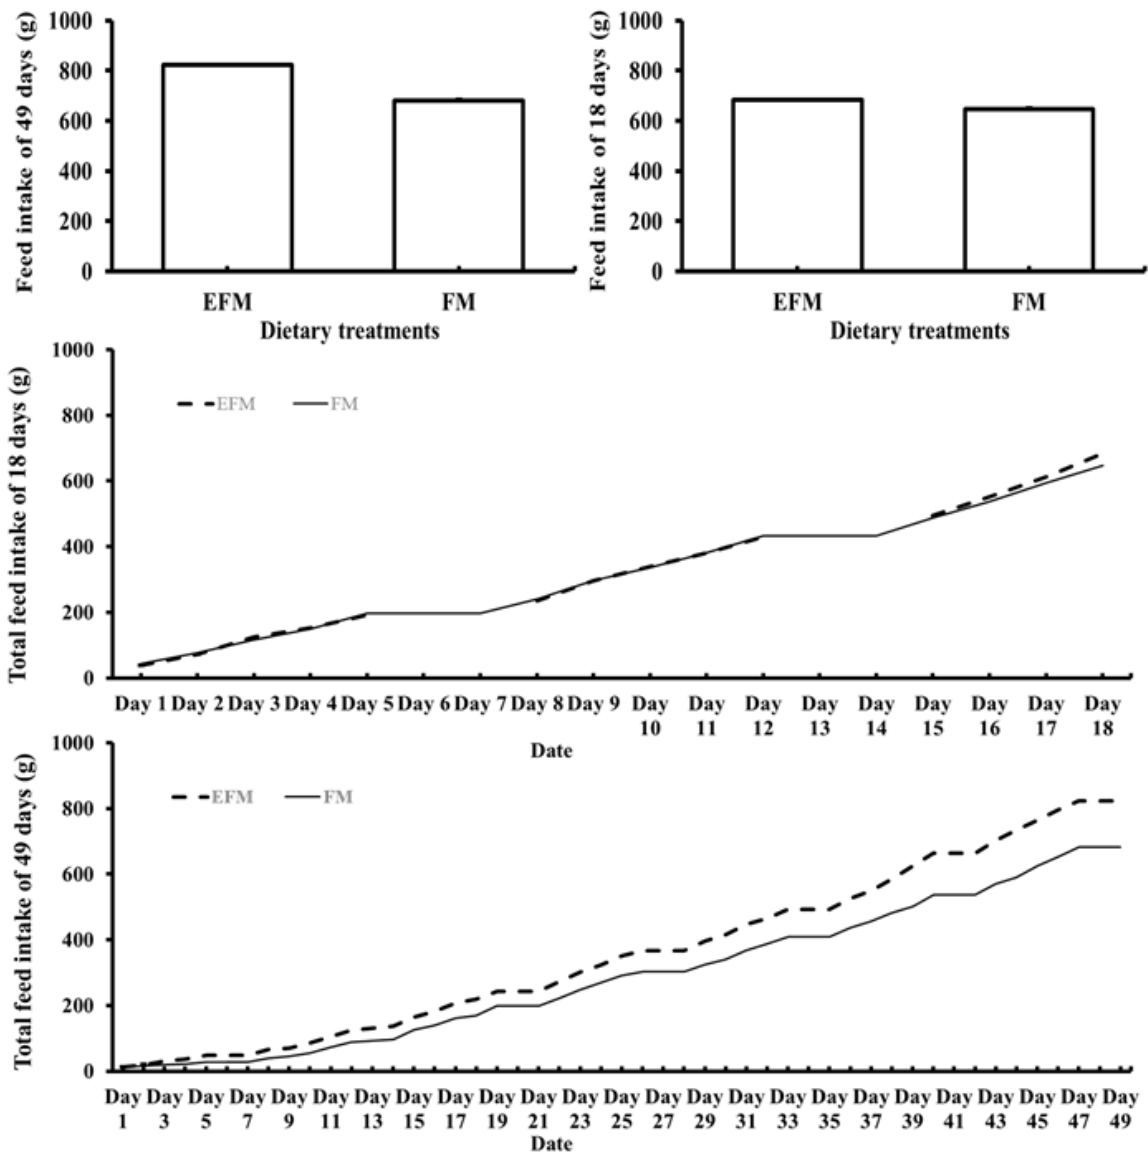 Feed intake of 49 days (g)
1000
800
600
400
200
0
EFM FM
Dietary treatments
Feed intake of 18 days (g)
1000
800
600
400
200
0
EFM FM
Dietary treatments
Total feed intake of 18 days (g)
1000
800
600
400
200
0
EFM FM
Day 1 Day 2 Day 3 Day 4 Day 5 Day 6 Day 7 Day 8 Day 9 Day Day Day Day Day Day Day Day Day
10 11 12 13 14 15 16 17 18
Date
Total feed intake of 49 days (g)
1000
800
600
400
200
0
EFM FM
Day Day Day Day Day Day Day Day Day Day Day Day Day Day Day Day Day Day Day Day Day Day Day Day Day
1 3 5 7 9 11 13 15 17 19 21 23 25 27 29 31 33 35 37 39 41 43 45 47 49
Date